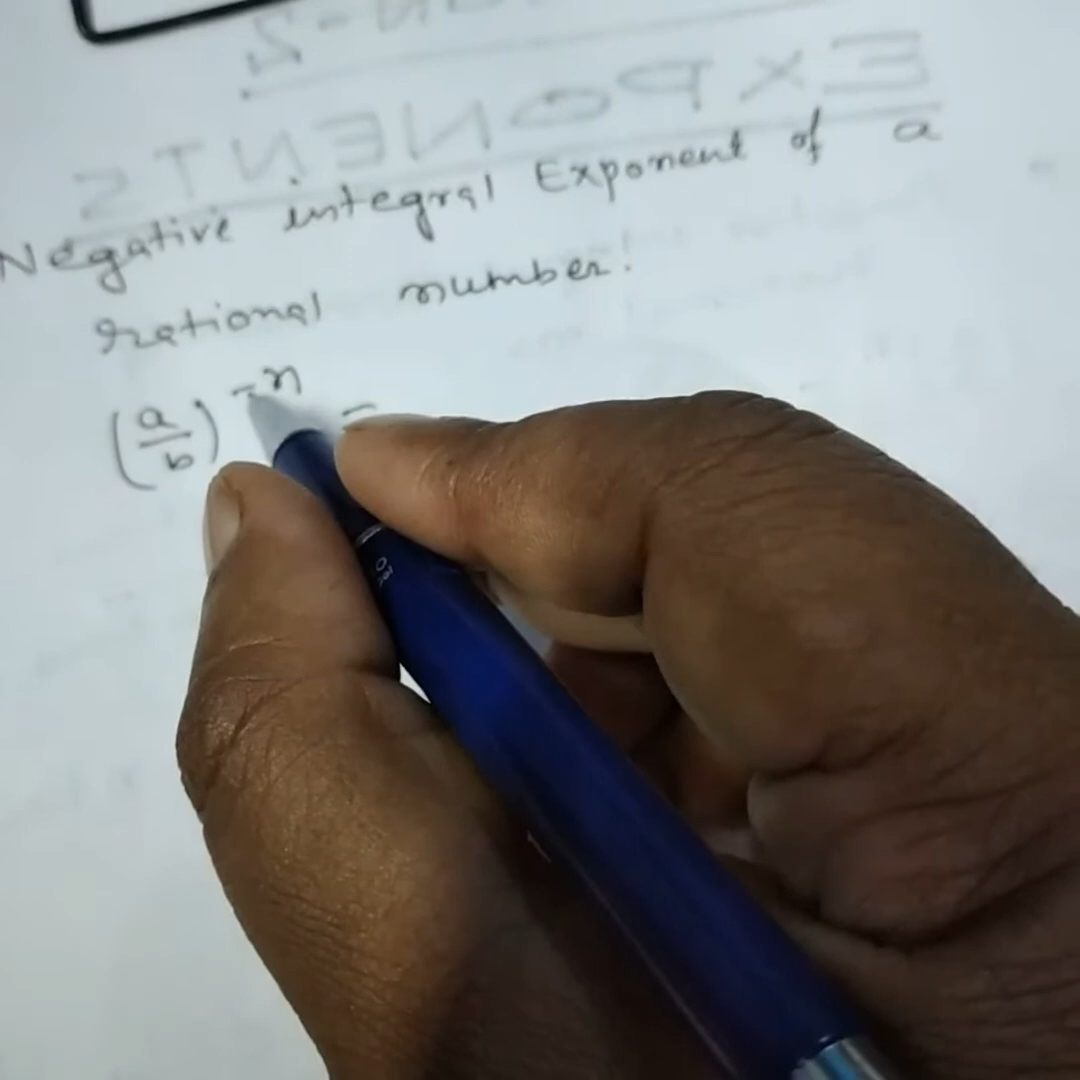 EXPONENTS
Negative integral Exponent of a
rational number:
(a/b)^-n =